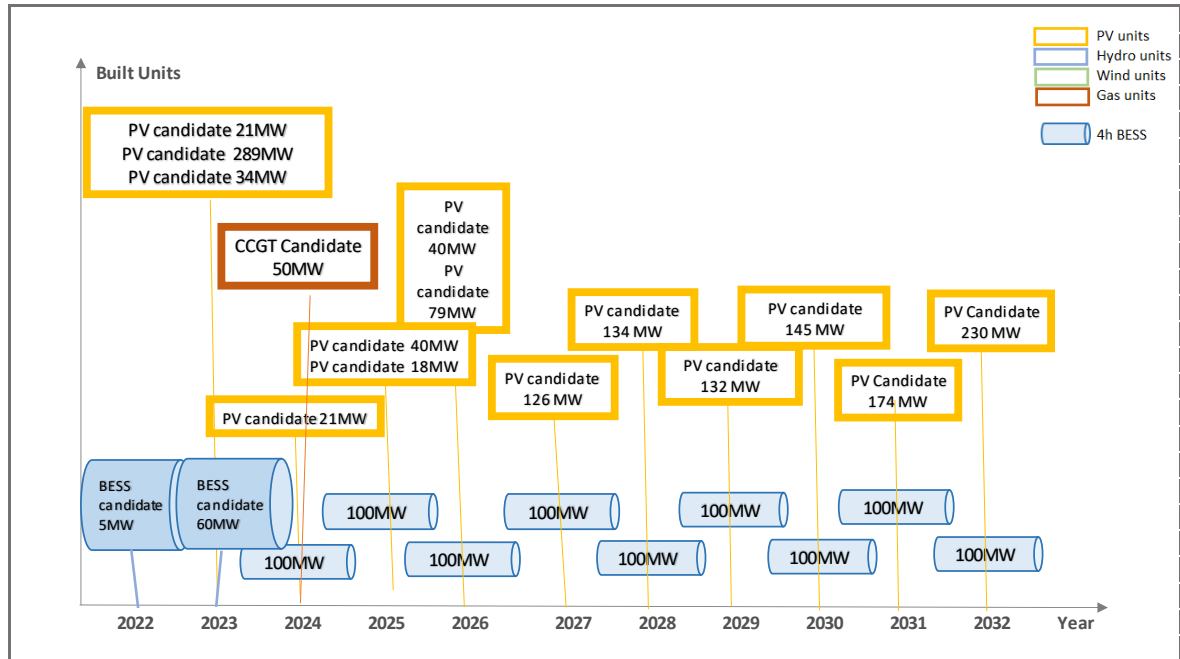 PV units
Hydro units
Wind units
Gas units
4h BESS
Built Units
PV candidate 21MW
PV candidate 289MW
PV candidate 34MW
CCGT Candidate
50MW
PV
candidate
40MW
PV
candidate
79MW
PV candidate 40MW
PV candidate 18MW
PV candidate 21MW
PV candidate
126 MW
PV candidate
134 MW
PV candidate
132 MW
PV candidate
145 MW
PV Candidate
174 MW
PV Candidate
230 MW
BESS
candidate
5MW
BESS
candidate
60MW
100MW
100MW
100MW
100MW
100MW
100MW
100MW
100MW
100MW
2022
2023
2024
2025
2026
2027
2028
2029
2030
2031
2032
Year